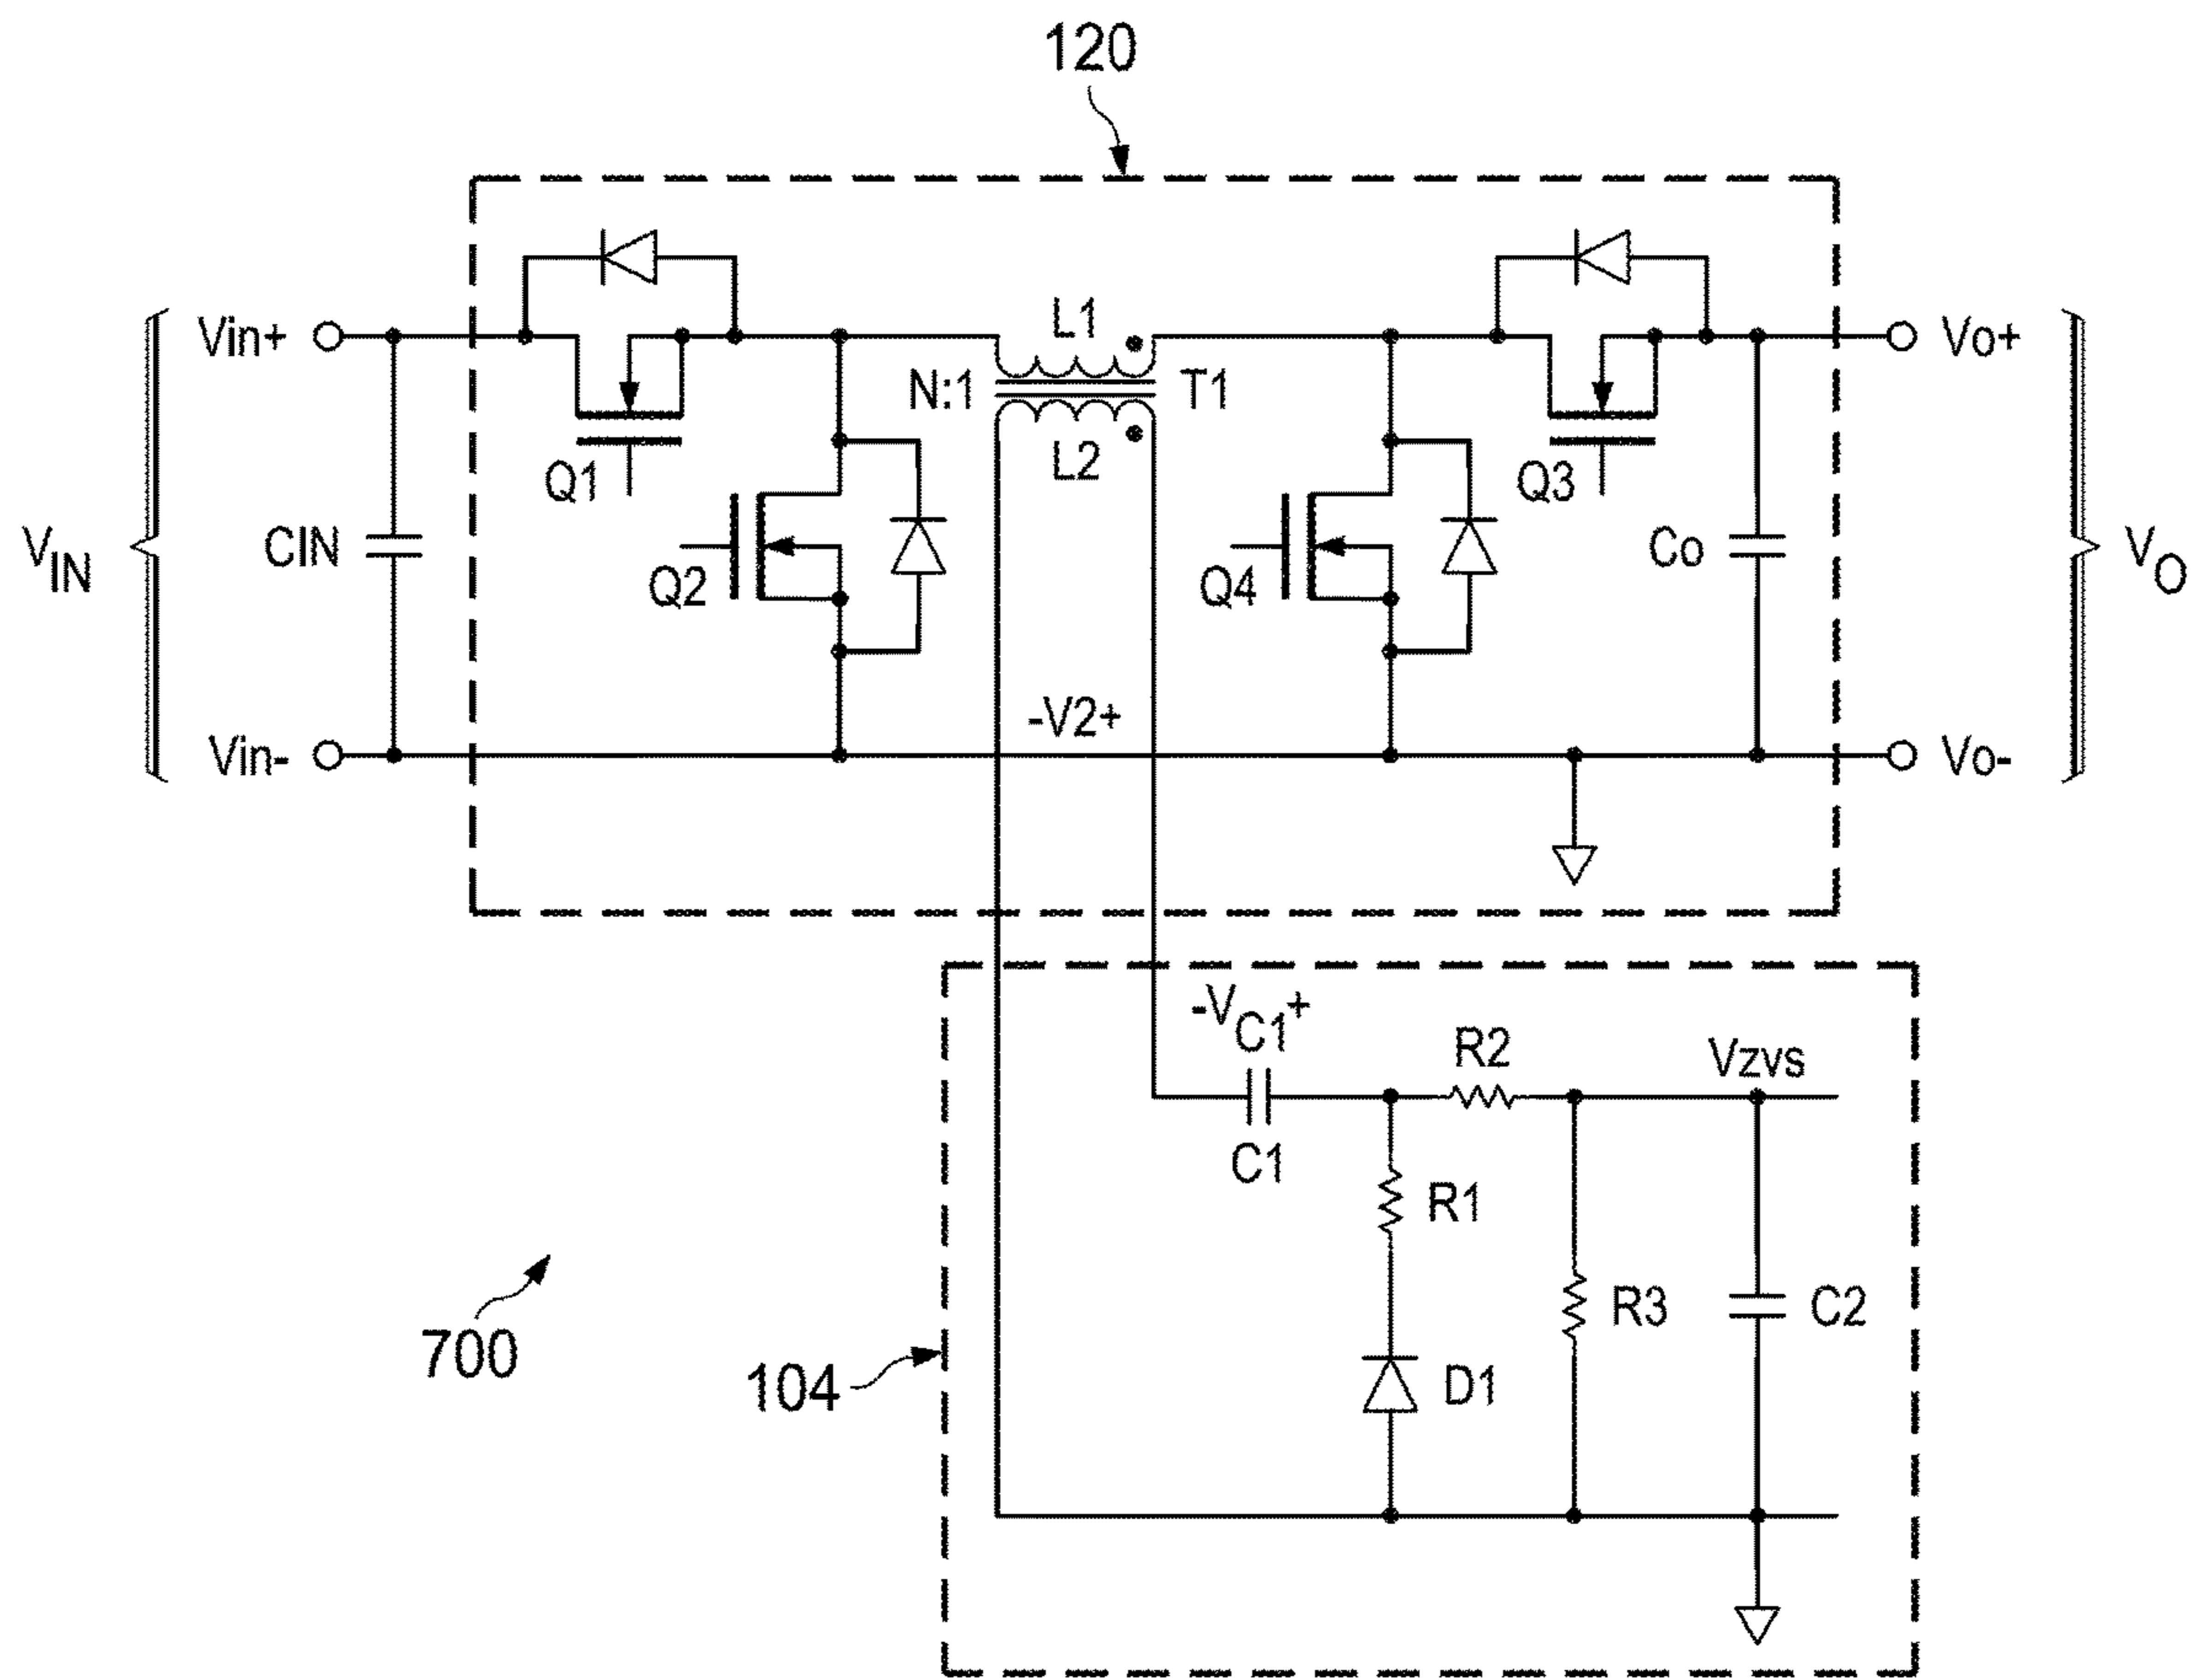 120
Vin+
L1
Vo+
N:1
T1
Q1
L2
Q3
VIN
CIN
Q2
Q4
Co
VO
-V2+
Vin-
Vo-
-VC1+
R2
Vzvs
C1
R1
R3
C2
700
104
D1